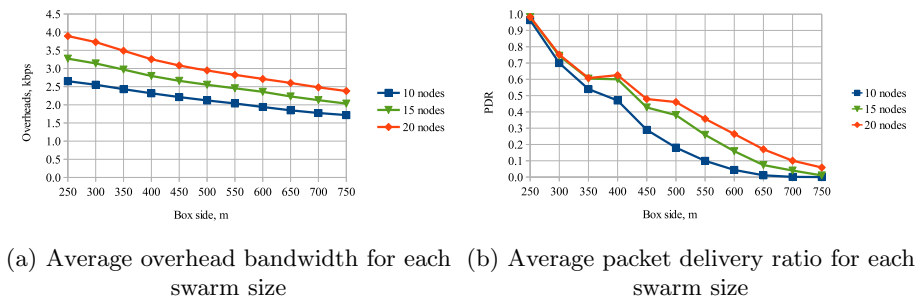 4.5
4.0
3.5
3.0
2.5
2.0
1.5
1.0
0.5
0.0
Overheads, kbps
250 300 350 400 450 500 550 600 650 700 750
Box side, m
10 nodes
15 nodes
20 nodes
1.0
0.9
0.8
0.7
0.6
0.5
0.4
0.3
0.2
0.1
0.0
PDR
250 300 350 400 450 500 550 600 650 700 750
Box side, m
10 nodes
15 nodes
20 nodes
(a) Average overhead bandwidth for each
swarm size
(b) Average packet delivery ratio for each
swarm size